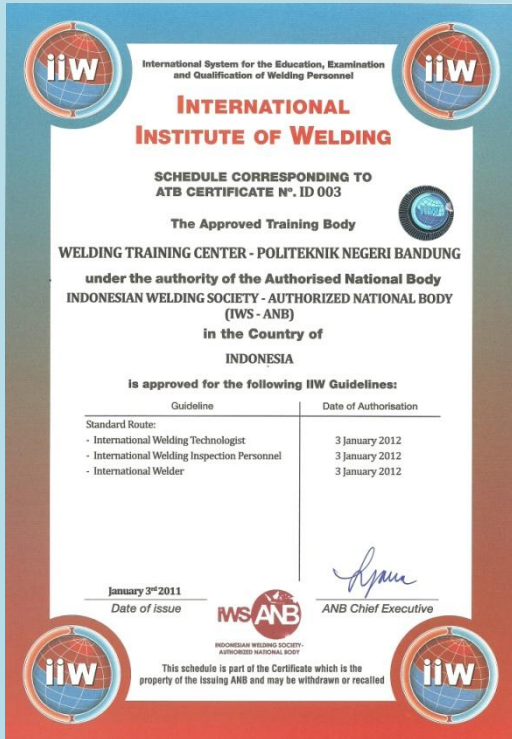 iiw
iiw
International System for the Education, Examination
and Qualification of Welding Personnel
INTERNATIONAL
INSTITUTE OF WELDING
SCHEDULE CORRESPONDING TO
ATB CERTIFICATE Nº. ID 003
The Approved Training Body
WELDING TRAINING CENTER - POLITEKNIK NEGERI BANDUNG
under the authority of the Authorised National Body
INDONESIAN WELDING SOCIETY - AUTHORIZED NATIONAL BODY
(IWS - ANB)
in the Country of
INDONESIA
is approved for the following IIW Guidelines:
Guideline Date of Authorisation
Standard Route:
- International Welding Technologist 3 January 2012
- International Welding Inspection Personnel 3 January 2012
- International Welder 3 January 2012
January 3rd 2011
Date of issue
IWS ANB
ANB Chief Executive
INDONESIAN WELDING SOCIETY-
AUTHORIZED NATIONAL BODY
This schedule is part of the Certificate which is the
property of the issuing ANB and may be withdrawn or recalled
iiw
iiw